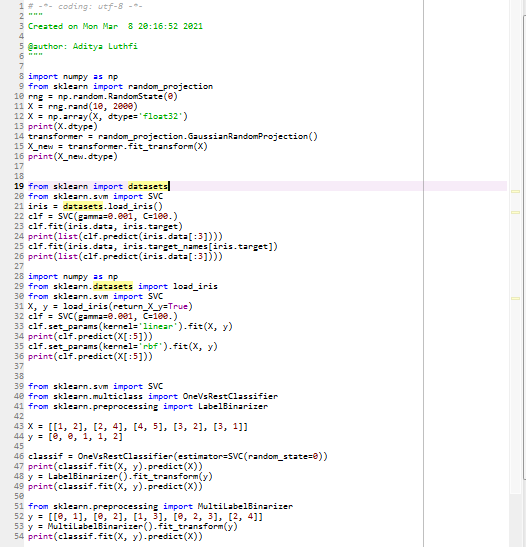 1 # -*- coding: utf-8 -*-
2 """
3 Created on Mon Mar  8 20:16:52 2021
4
5 @author: Aditya Luthfi
6 """
7
8 import numpy as np
9 from sklearn import random_projection
10 rng = np.random.RandomState(0)
11 X = rng.rand(10, 2000)
12 X = np.array(X, dtype='float32')
13 print(X.dtype)
14 transformer = random_projection.GaussianRandomProjection()
15 X_new = transformer.fit_transform(X)
16 print(X_new.dtype)
17
18
19 from sklearn import datasets
20 from sklearn.svm import SVC
21 iris = datasets.load_iris()
22 clf = SVC(gamma=0.001, C=100.)
23 clf.fit(iris.data, iris.target)
24 print(list(clf.predict(iris.data[:3])))
25 clf.fit(iris.data, iris.target_names[iris.target])
26 print(list(clf.predict(iris.data[:3])))
27
28 import numpy as np
29 from sklearn.datasets import load_iris
30 from sklearn.svm import SVC
31 X, y = load_iris(return_X_y=True)
32 clf = SVC(gamma=0.001, C=100.)
33 clf.set_params(kernel='linear').fit(X, y)
34 print(clf.predict(X[:5]))
35 clf.set_params(kernel='rbf').fit(X, y)
36 print(clf.predict(X[:5]))
37
38
39 from sklearn.svm import SVC
40 from sklearn.multiclass import OneVsRestClassifier
41 from sklearn.preprocessing import LabelBinarizer
42
43 X = [[1, 2], [2, 4], [4, 5], [3, 2], [3, 1]]
44 y = [0, 0, 1, 1, 2]
45
46 classif = OneVsRestClassifier(estimator=SVC(random_state=0))
47 print(classif.fit(X, y).predict(X))
48 y = LabelBinarizer().fit_transform(y)
49 print(classif.fit(X, y).predict(X))
50
51 from sklearn.preprocessing import MultiLabelBinarizer
52 y = [[0, 1], [0, 2], [1, 3], [0, 2, 3], [2, 4]]
53 y = MultiLabelBinarizer().fit_transform(y)
54 print(classif.fit(X, y).predict(X))